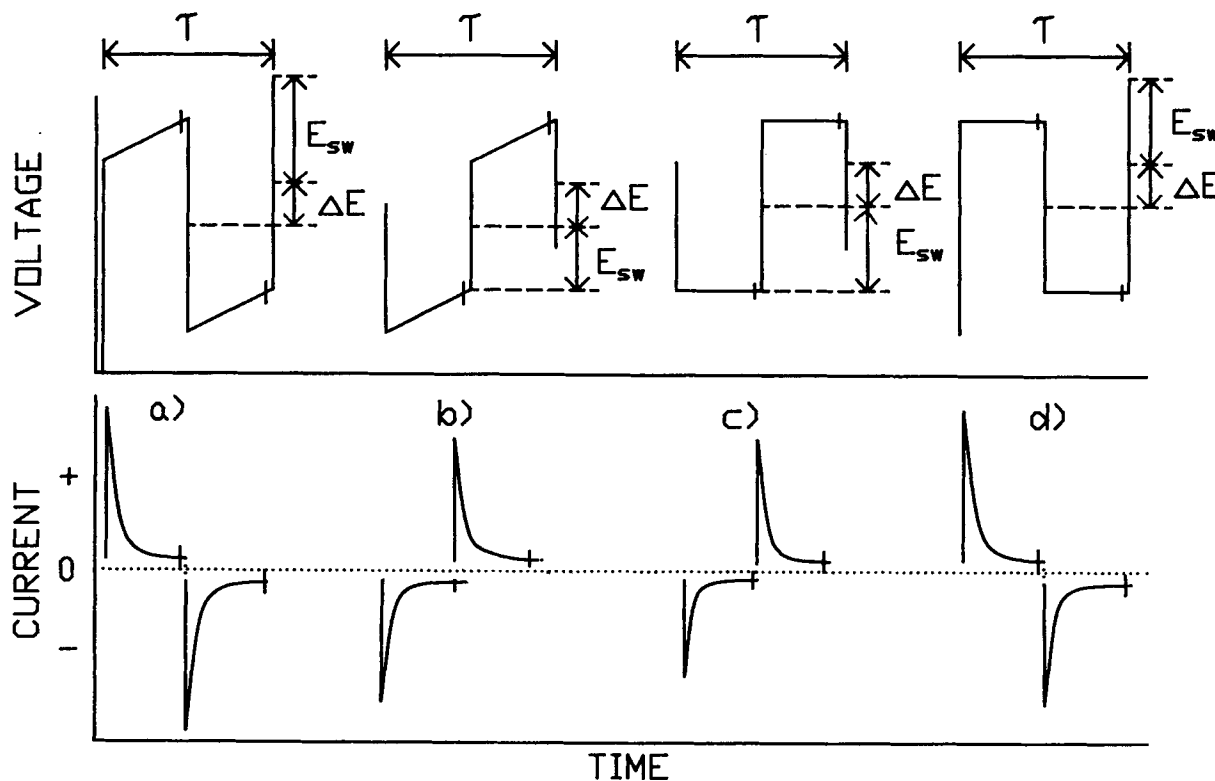 τ τ τ τ
E_sw ΔE
ΔE E_sw
ΔE E_sw
E_sw ΔE
VOLTAGE .
a) b) c) d)
+
0
-
CURRENT
TIME